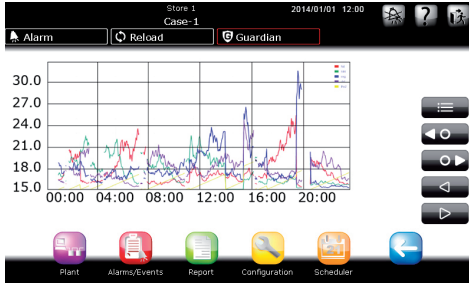 Store 1
2014/01/01 12:00
Case-1
Alarm
Reload
Guardian
30.0
27.0
24.0
21.0
18.0
15.0
00:00 04:00 08:00 12:00 16:00 20:00
Plant
Alarms/Events
Report
Configuration
Scheduler